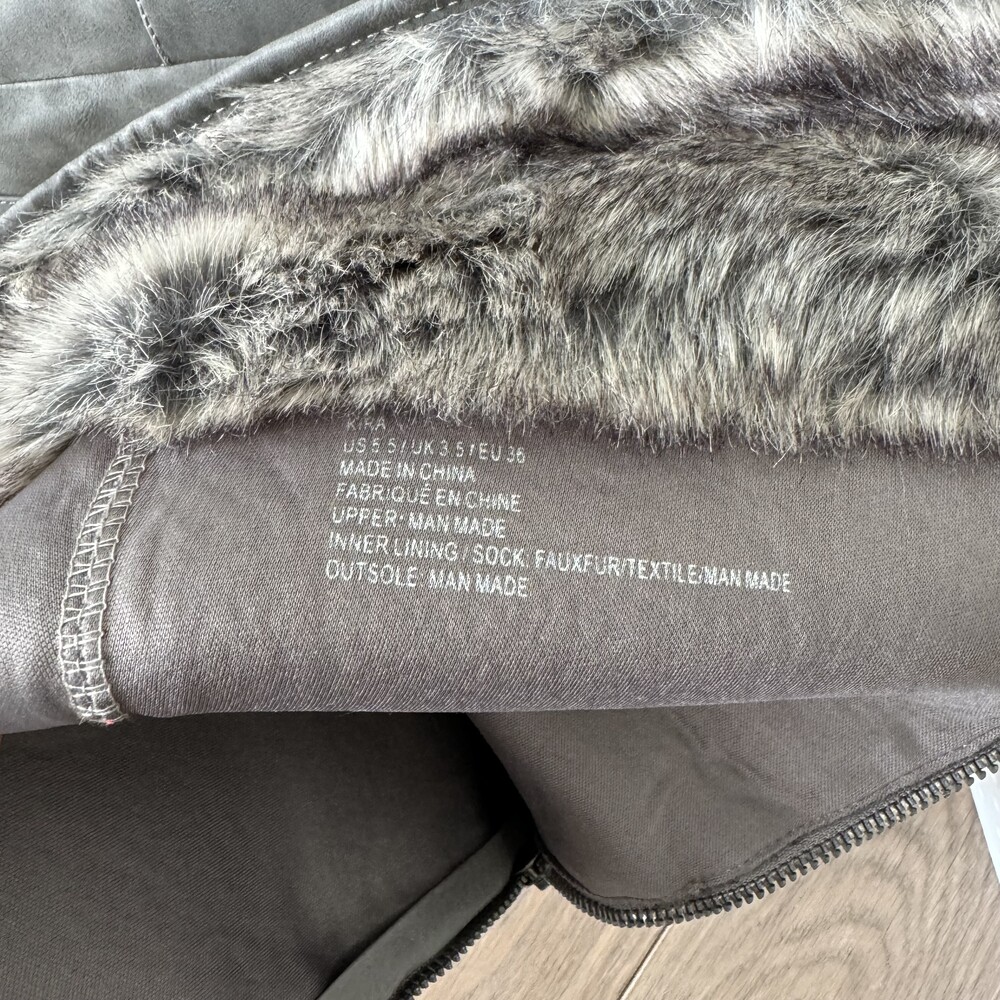 US 5.5 / UK 3.5 / EU 36
MADE IN CHINA
FABRIQUÉ EN CHINE
UPPER: MAN MADE
INNER LINING / SOCK: FAUXFUR/TEXTILE/MAN MADE
OUTSOLE: MAN MADE